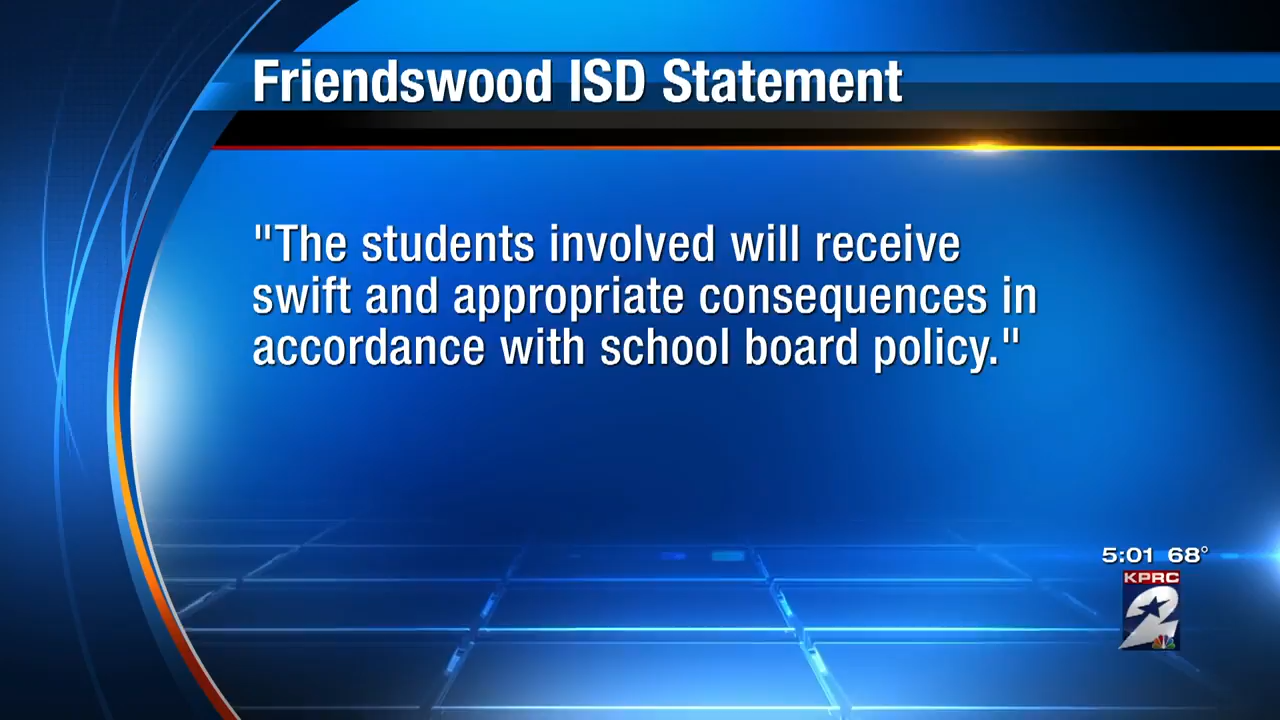 Friendswood ISD Statement
"The students involved will receive
swift and appropriate consequences in
accordance with school board policy."
5:01 68°
KPRC
2